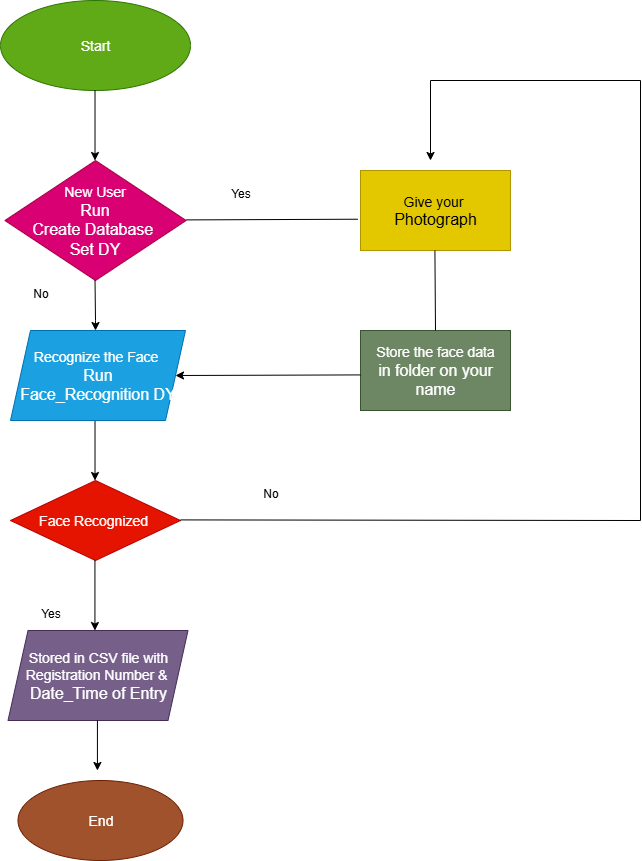 Start
New User
Run
Create Database
Set DY
Yes
Give your
Photograph
No
Recognize the Face
Run
Face_Recognition DY
Store the face data
in folder on your
name
Face Recognized
No
Yes
Stored in CSV file with
Registration Number &
Date_Time of Entry
End